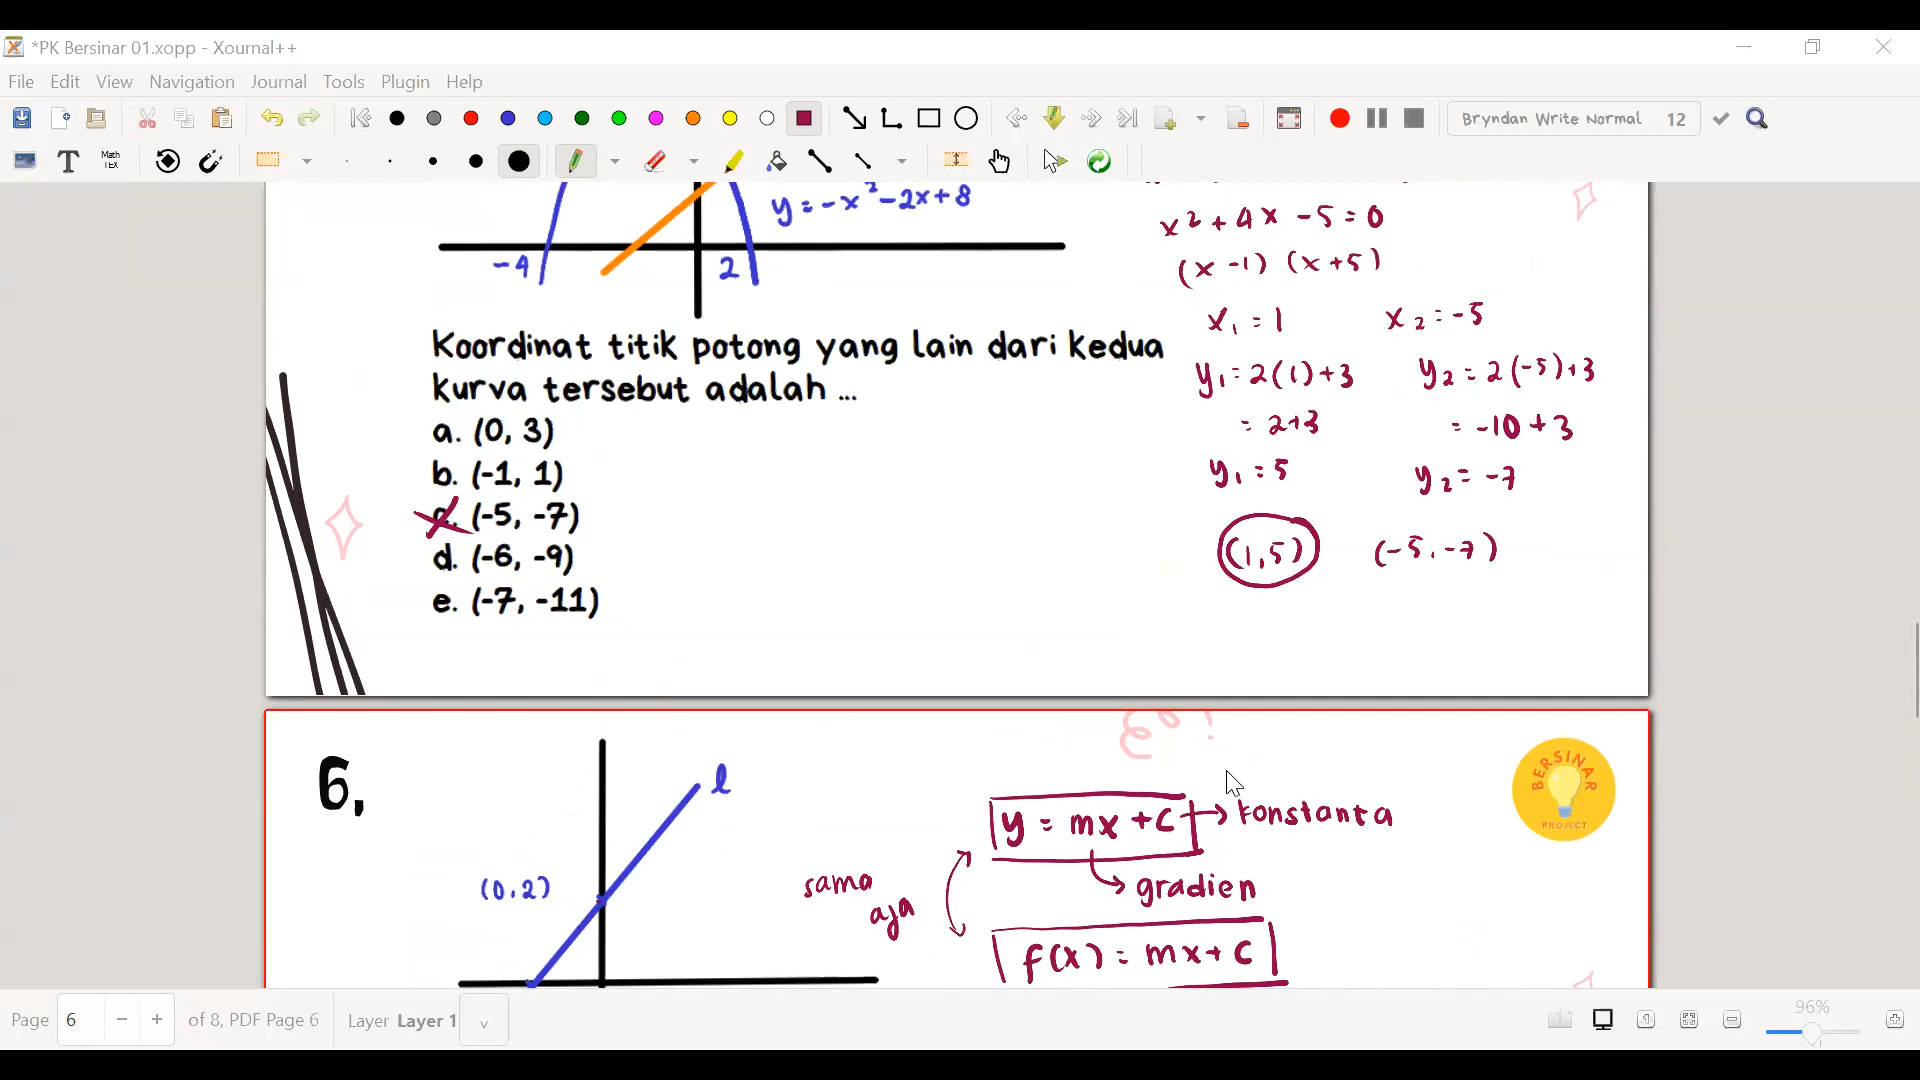 *PK Bersinar 01.xopp - Xournal++
File Edit View Navigation Journal Tools Plugin Help
Bryndan Write Normal 12
Math
TEX
y = -x² - 2x + 8
-4
2
Koordinat titik potong yang lain dari kedua
kurva tersebut adalah ...
a. (0, 3)
b. (-1, 1)
c. (-5, -7)
d. (-6, -9)
e. (-7, -11)
x² + 4x - 5 = 0
(x - 1) (x + 5)
x₁ = 1
x₂ = -5
y₁ = 2(1) + 3
y₂ = 2(-5) + 3
= 2+3
= -10 + 3
y₁ = 5
y₂ = -7
(1,5)
(-5, -7)
6,
l
(0,2)
y = mx + c → konstanta
gradien
sama
aja
f(x) = mx + c
BERSINAR
PROJECT
Page 6 of 8, PDF Page 6 Layer Layer 1
96%